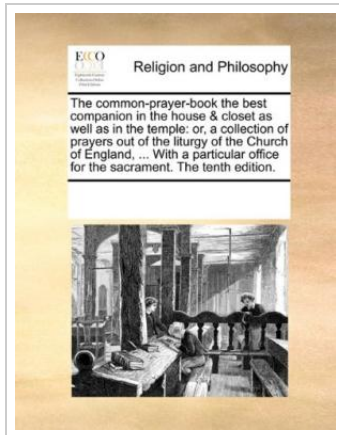 ECCO
Religion and Philosophy
The common-prayer-book the best
companion in the house & closet as
well as in the temple: or, a collection of
prayers out of the liturgy of the Church
of England, ... With a particular office
for the sacrament. The tenth edition.